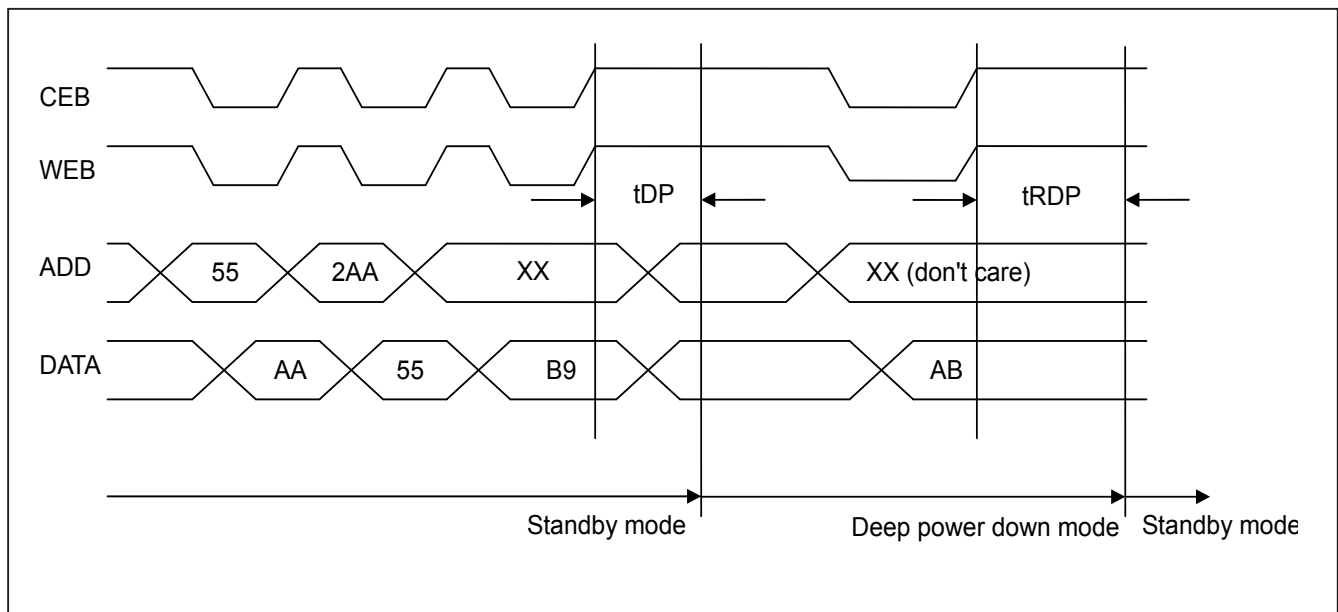 CEB
WEB
tDP
tRDP
ADD
55
2AA
XX
XX (don't care)
DATA
AA
55
B9
AB
Standby mode
Deep power down mode
Standby mode